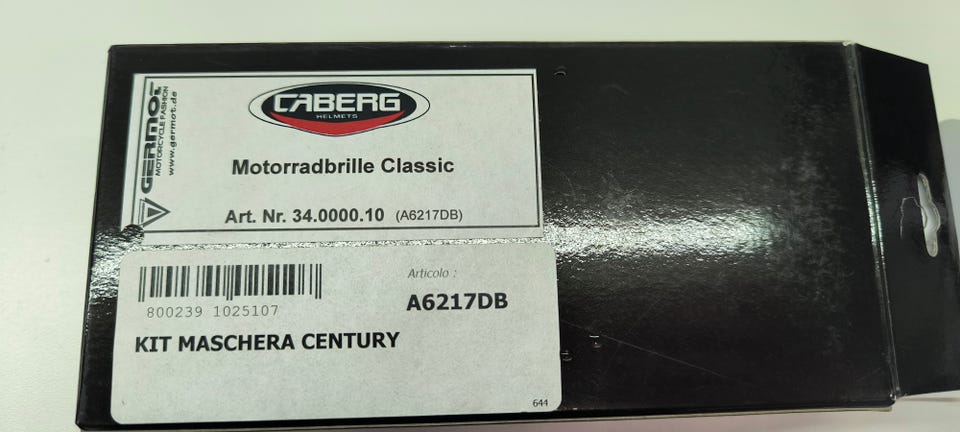 GERMOT
MOTORCYCLE FASHION
www.germot.de
CABERG
HELMETS
Motorradbrille Classic
Art. Nr. 34.0000.10 (A6217DB)
Articolo :
A6217DB
800239 1025107
KIT MASCHERA CENTURY
644